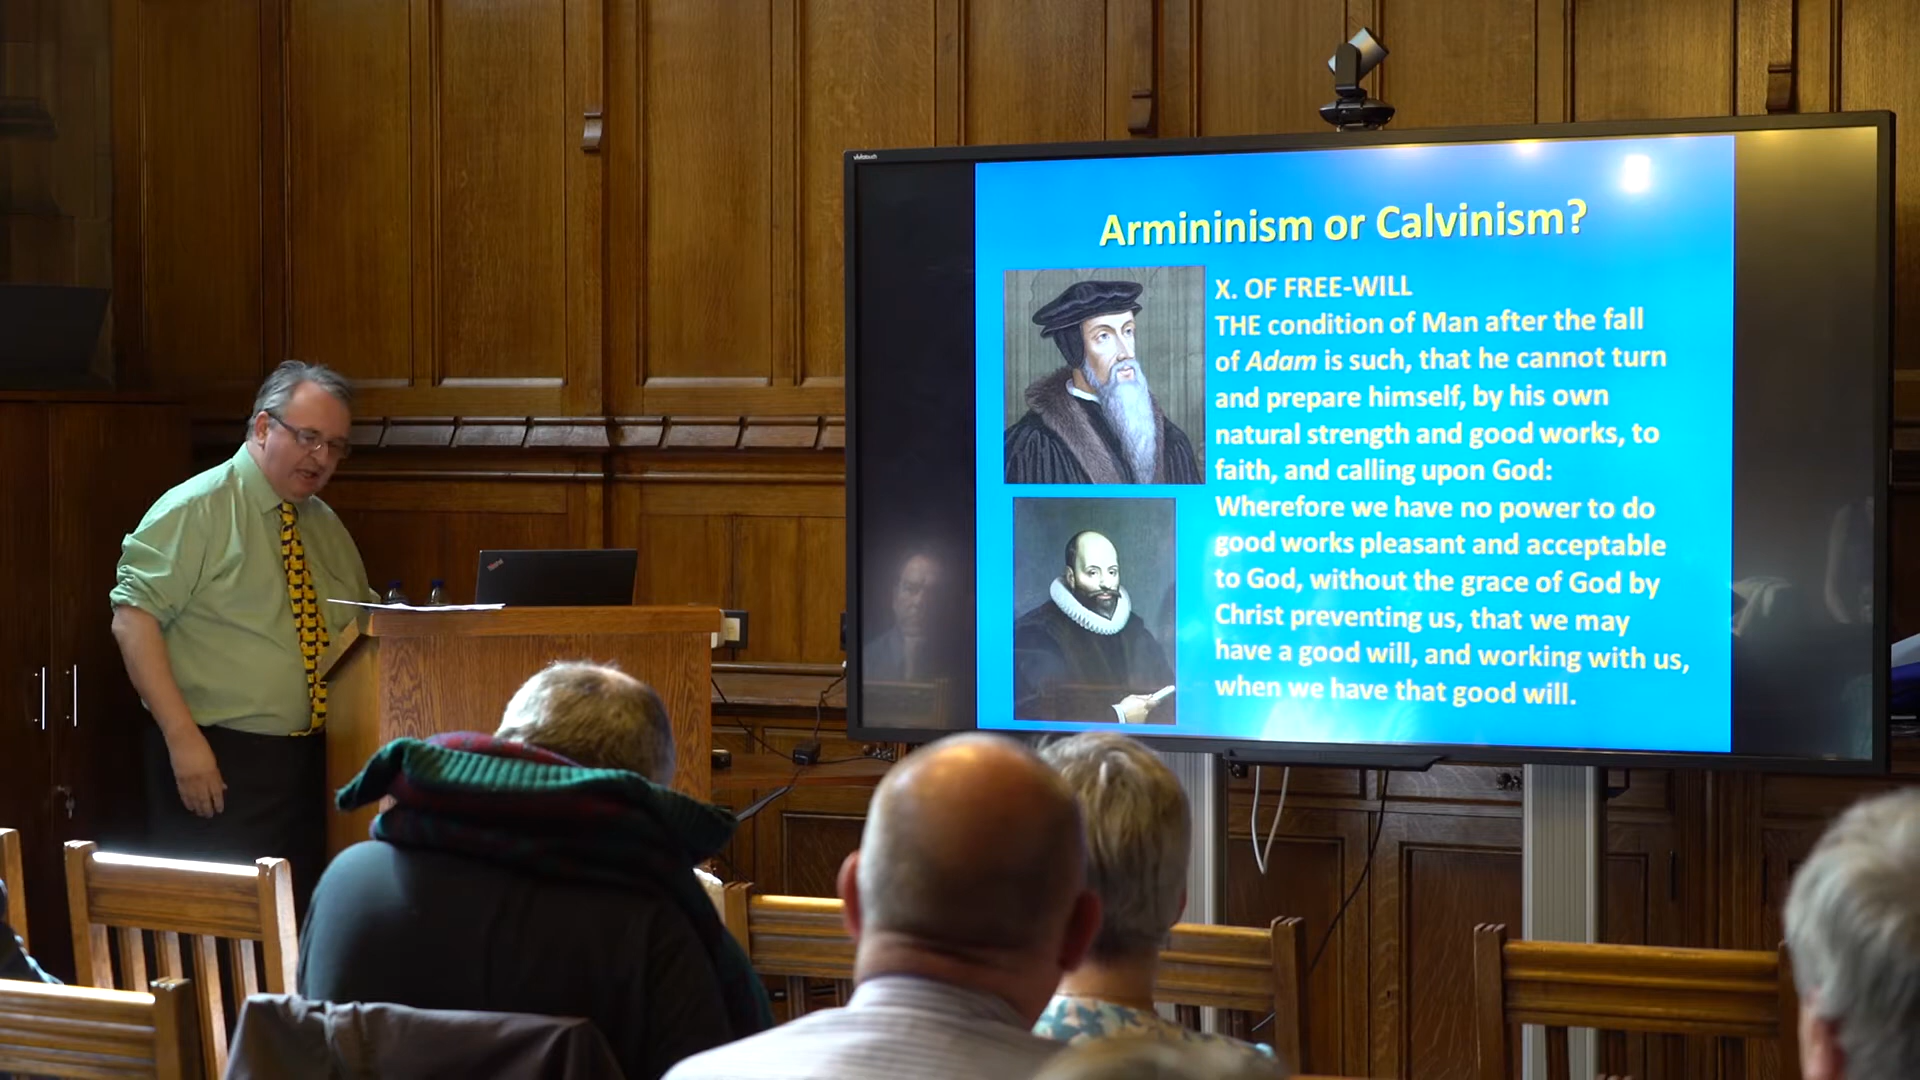 Armininism or Calvinism?
X. OF FREE-WILL
THE condition of Man after the fall
of Adam is such, that he cannot turn
and prepare himself, by his own
natural strength and good works, to
faith, and calling upon God:
Wherefore we have no power to do
good works pleasant and acceptable
to God, without the grace of God by
Christ preventing us, that we may
have a good will, and working with us,
when we have that good will.